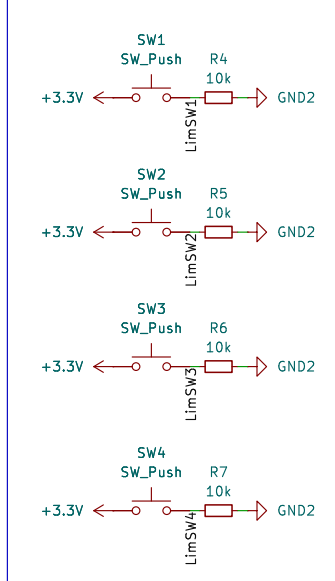 SW1
SW_Push
R4
10k
+3.3V
GND2
LimSW1
SW2
SW_Push
R5
10k
+3.3V
GND2
LimSW2
SW3
SW_Push
R6
10k
+3.3V
GND2
LimSW3
SW4
SW_Push
R7
10k
+3.3V
GND2
LimSW4